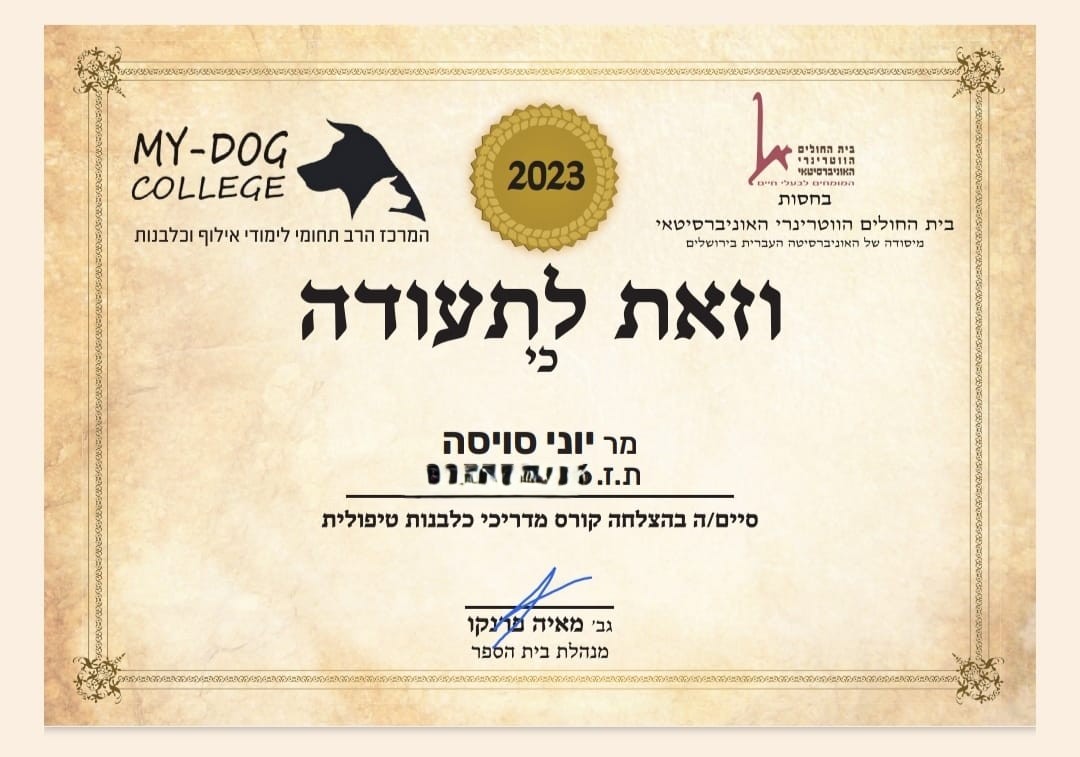 MY-DOG
COLLEGE
המרכז הרב תחומי לימודי אילוף וכלבנות
2023
בית החולים
הווטרינרי
האוניברסיטאי
המומחים לבעלי חיים
בחסות
בית החולים הווטרינרי האוניברסיטאי
מיסודה של האוניברסיטה העברית בירושלים
וזאת לתעודה
כי
מר יוני סויסה
ת.ז.
סיים/ה בהצלחה קורס מדריכי כלבנות טיפולית
גב' מאיה פרנקו
מנהלת בית הספר